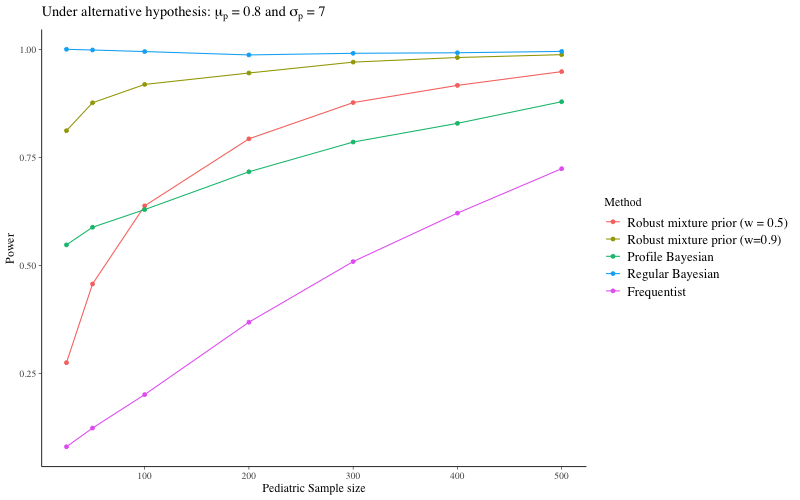 Under alternative hypothesis: μp = 0.8 and σp = 7
1.00
0.75
0.50
0.25
Power
100
200
300
400
500
Pediatric Sample size
Method
Robust mixture prior (w = 0.5)
Robust mixture prior (w=0.9)
Profile Bayesian
Regular Bayesian
Frequentist